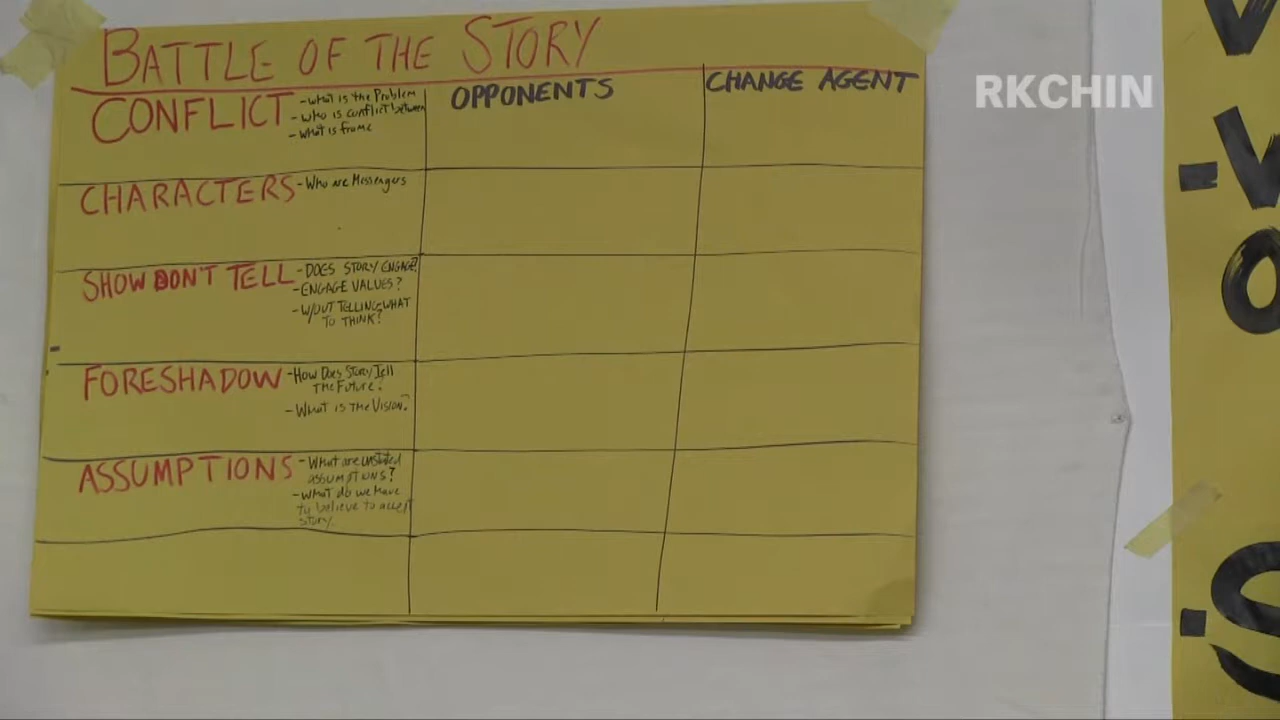 BATTLE OF THE STORY
CONFLICT
- What is the Problem
- Who is conflict between
- What is frame
OPPONENTS
CHANGE AGENT
RKCHIN
CHARACTERS
- Who are Messengers
SHOW DON'T TELL
- DOES STORY ENGAGE?
- ENGAGE VALUES?
- W/OUT TELLING WHAT
TO THINK?
FORESHADOW
- How Does Story Tell
The Future?
- What is The Vision?
ASSUMPTIONS
- What are unstated
ASSUMPTIONS?
- What do we Have
to believe to accept
story.